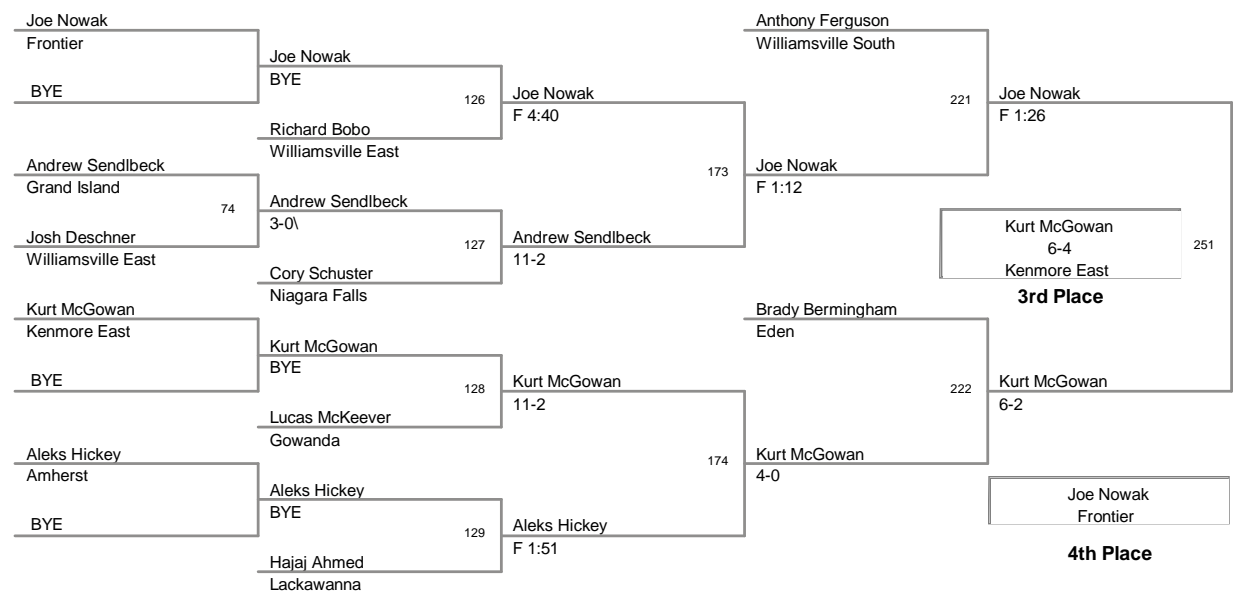 Joe Nowak
Frontier
BYE
Andrew Sendlbeck
Grand Island
74
Josh Deschner
Williamsville East
Kurt McGowan
Kenmore East
BYE
Aleks Hickey
Amherst
BYE
Joe Nowak
BYE
126
Richard Bobo
Williamsville East
Andrew Sendlbeck
3-0\
127
Cory Schuster
Niagara Falls
Kurt McGowan
BYE
128
Lucas McKeever
Gowanda
Aleks Hickey
BYE
129
Hajaj Ahmed
Lackawanna
Joe Nowak
F 4:40
173
Andrew Sendlbeck
11-2
Kurt McGowan
11-2
174
Aleks Hickey
F 1:51
Anthony Ferguson
Williamsville South
221
Joe Nowak
F 1:12
Brady Bermingham
Eden
222
Kurt McGowan
4-0
Joe Nowak
F 1:26
251
Kurt McGowan
6-2
Kurt McGowan
6-4
Kenmore East
3rd Place
Joe Nowak
Frontier
4th Place